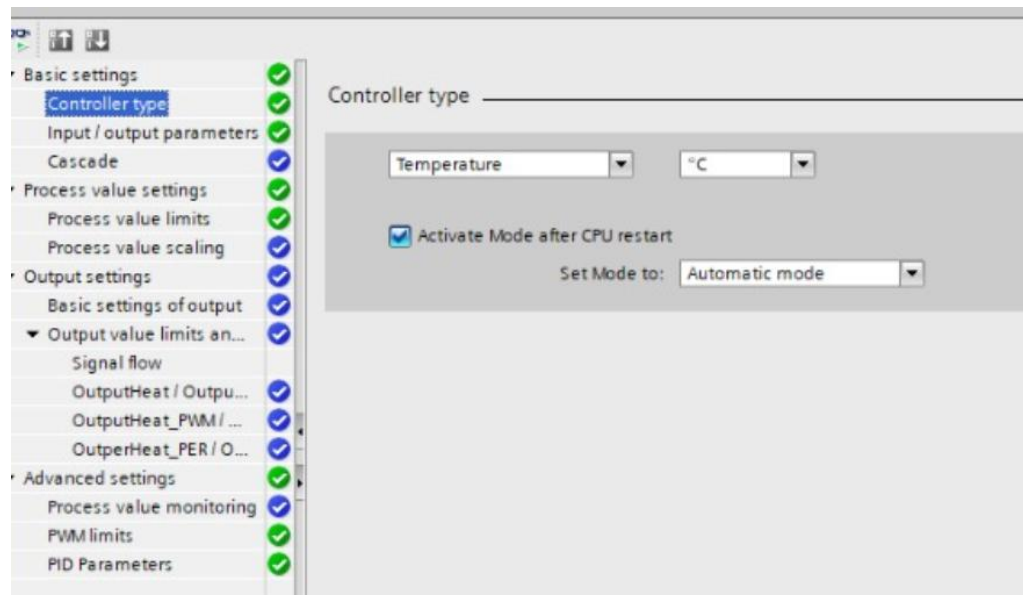 Basic settings
Controller type
Input / output parameters
Cascade
Process value settings
Process value limits
Process value scaling
Output settings
Basic settings of output
Output value limits an...
Signal flow
OutputHeat / Outpu...
OutputHeat_PWM / ...
OutperHeat_PER / O...
Advanced settings
Process value monitoring
PWM limits
PID Parameters
Controller type
Temperature
°C
Activate Mode after CPU restart
Set Mode to: Automatic mode